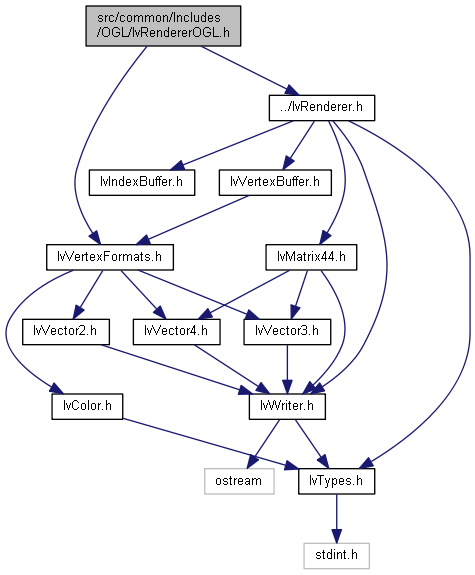 src/common/Includes
/OGL/IvRendererOGL.h
../IvRenderer.h
IvIndexBuffer.h
IvVertexBuffer.h
IvVertexFormats.h
IvMatrix44.h
IvVector2.h
IvVector4.h
IvVector3.h
IvColor.h
IvWriter.h
ostream
IvTypes.h
stdint.h